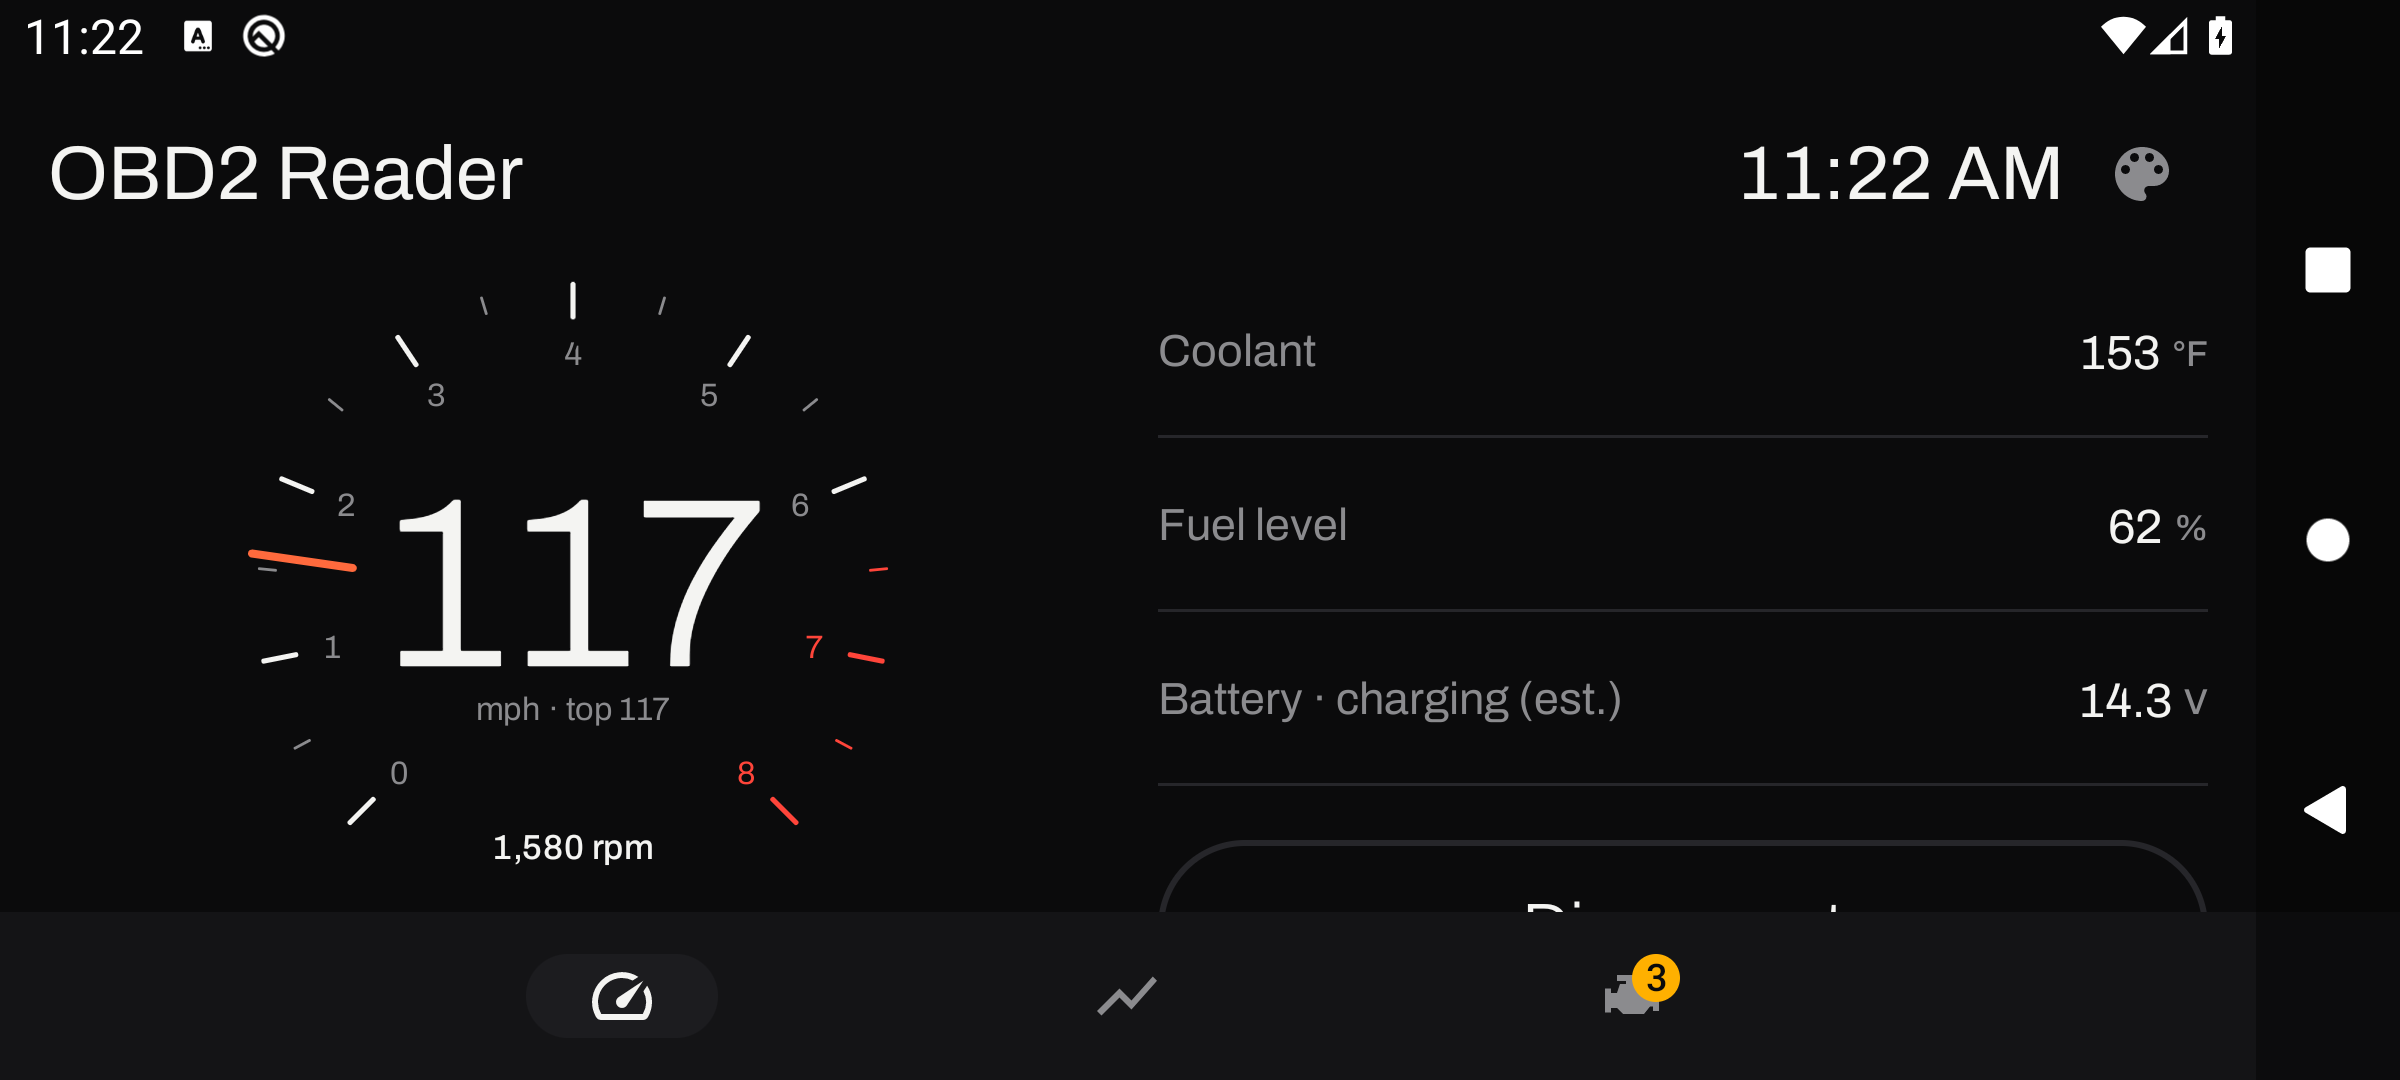 11:22
OBD2 Reader
11:22 AM
4
3
5
2
6
117
1
7
mph · top 117
0
8
1,580 rpm
Coolant
153 °F
Fuel level
62 %
Battery · charging (est.)
14.3 V
3